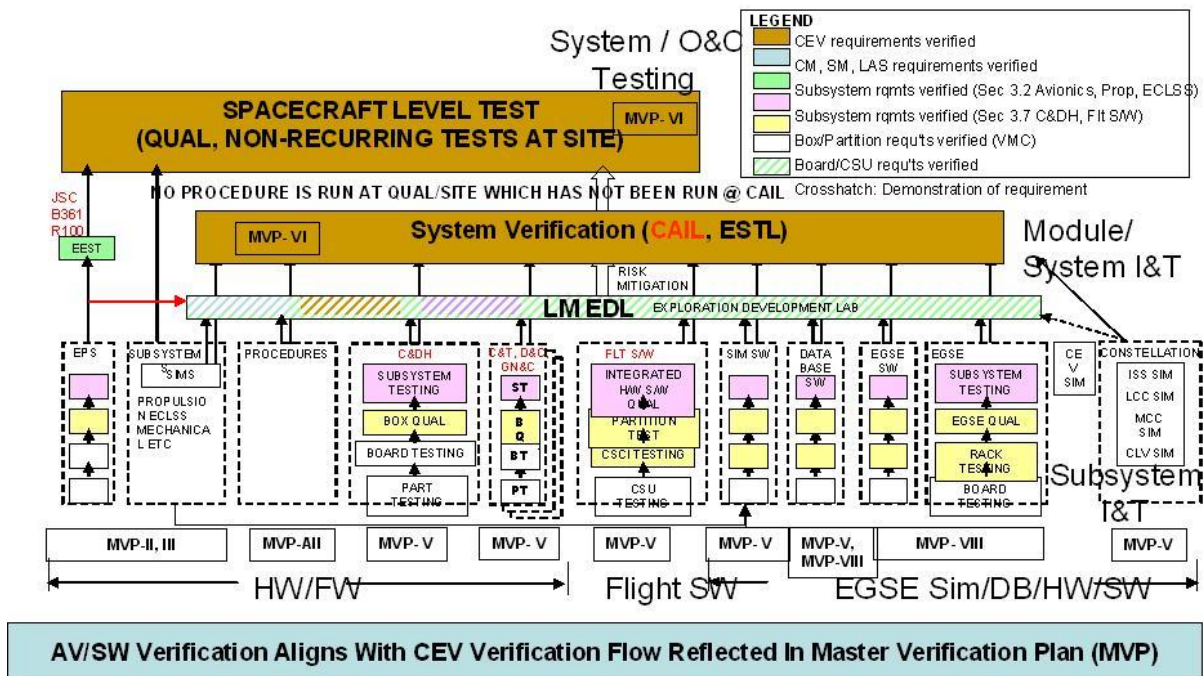 System / O&C
Testing
LEGEND
CEV requirements verified
CM, SM, LAS requirements verified
Subsystem rqmts verified (Sec 3.2 Avionics, Prop, ECLSS)
Subsystem rqmts verified (Sec 3.7 C&DH, Flt S/W)
Box/Partition requ'ts verified (VMC)
Board/CSU requ'ts verified
Crosshatch: Demonstration of requirement
SPACECRAFT LEVEL TEST
(QUAL, NON-RECURRING TESTS AT SITE)
MVP- VI
NO PROCEDURE IS RUN AT QUAL/SITE WHICH HAS NOT BEEN RUN @ CAIL
JSC
B361
R100
EEST
MVP- VI
System Verification (CAIL, ESTL)
Module/
System I&T
RISK
MITIGATION
LM EDL EXPLORATION DEVELOPMENT LAB
EPS
SUBSYSTEM
S
SIMS
PROPULSIO
N ECLSS
MECHANICA
L ETC
PROCEDURES
C&DH
SUBSYSTEM
TESTING
BOX QUAL
BOARD TESTING
PART
TESTING
C&T, D&C,
GN&C
ST
B
Q
BT
PT
FLT S/W
INTEGRATED
H/W S/W
QUAL
PARTITION
TEST
CSCI TESTING
CSU
TESTING
SIM SW
DATA
BASE
SW
EGSE
SW
EGSE
SUBSYSTEM
TESTING
EGSE QUAL
RACK
TESTING
BOARD
TESTING
CE
V
SIM
CONSTELLATION
ISS SIM
LCC SIM
MCC
SIM
CLV SIM
Subsystem
I&T
MVP-II, III
MVP-AII
MVP- V
MVP- V
MVP-V
MVP- V
MVP-V,
MVP-VIII
MVP- VIII
MVP-V
HW/FW
Flight SW
EGSE Sim/DB/HW/SW
AV/SW Verification Aligns With CEV Verification Flow Reflected In Master Verification Plan (MVP)